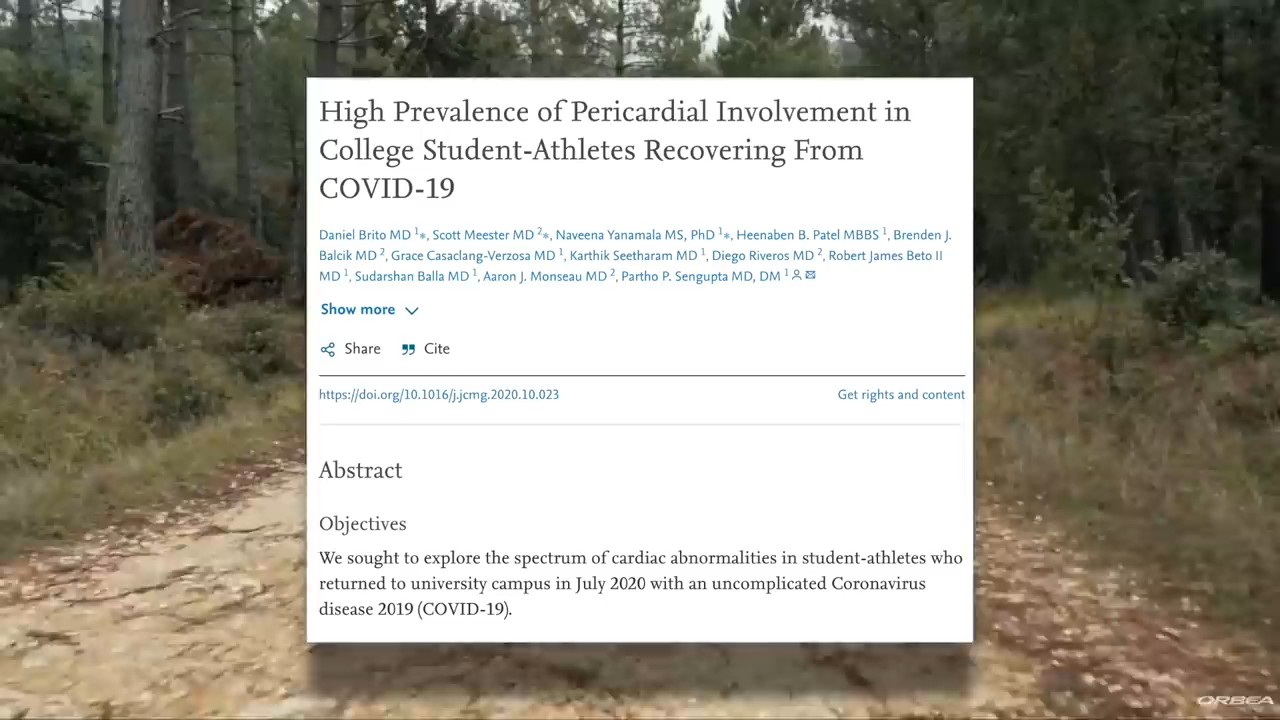 High Prevalence of Pericardial Involvement in
College Student-Athletes Recovering From
COVID-19
Daniel Brito MD ¹*, Scott Meester MD ²*, Naveena Yanamala MS, PhD ¹*, Heenaben B. Patel MBBS ¹, Brenden J.
Balcik MD ², Grace Casaclang-Verzosa MD ¹, Karthik Seetharam MD ¹, Diego Riveros MD ², Robert James Beto II
MD ¹, Sudarshan Balla MD ¹, Aaron J. Monseau MD ², Partho P. Sengupta MD, DM ¹
Show more
Share Cite
https://doi.org/10.1016/j.jcmg.2020.10.023 Get rights and content
Abstract
Objectives
We sought to explore the spectrum of cardiac abnormalities in student-athletes who
returned to university campus in July 2020 with an uncomplicated Coronavirus
disease 2019 (COVID-19).
ORBEA